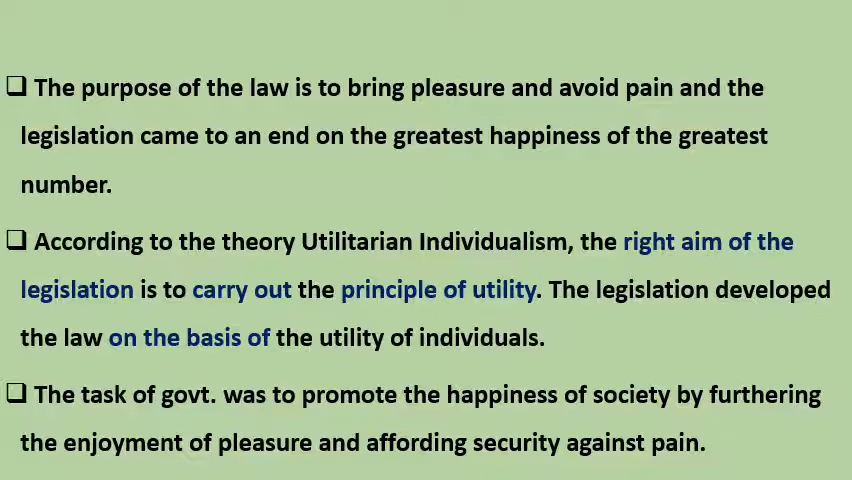 ❑ The purpose of the law is to bring pleasure and avoid pain and the
legislation came to an end on the greatest happiness of the greatest
number.
❑ According to the theory Utilitarian Individualism, the right aim of the
legislation is to carry out the principle of utility. The legislation developed
the law on the basis of the utility of individuals.
❑ The task of govt. was to promote the happiness of society by furthering
the enjoyment of pleasure and affording security against pain.